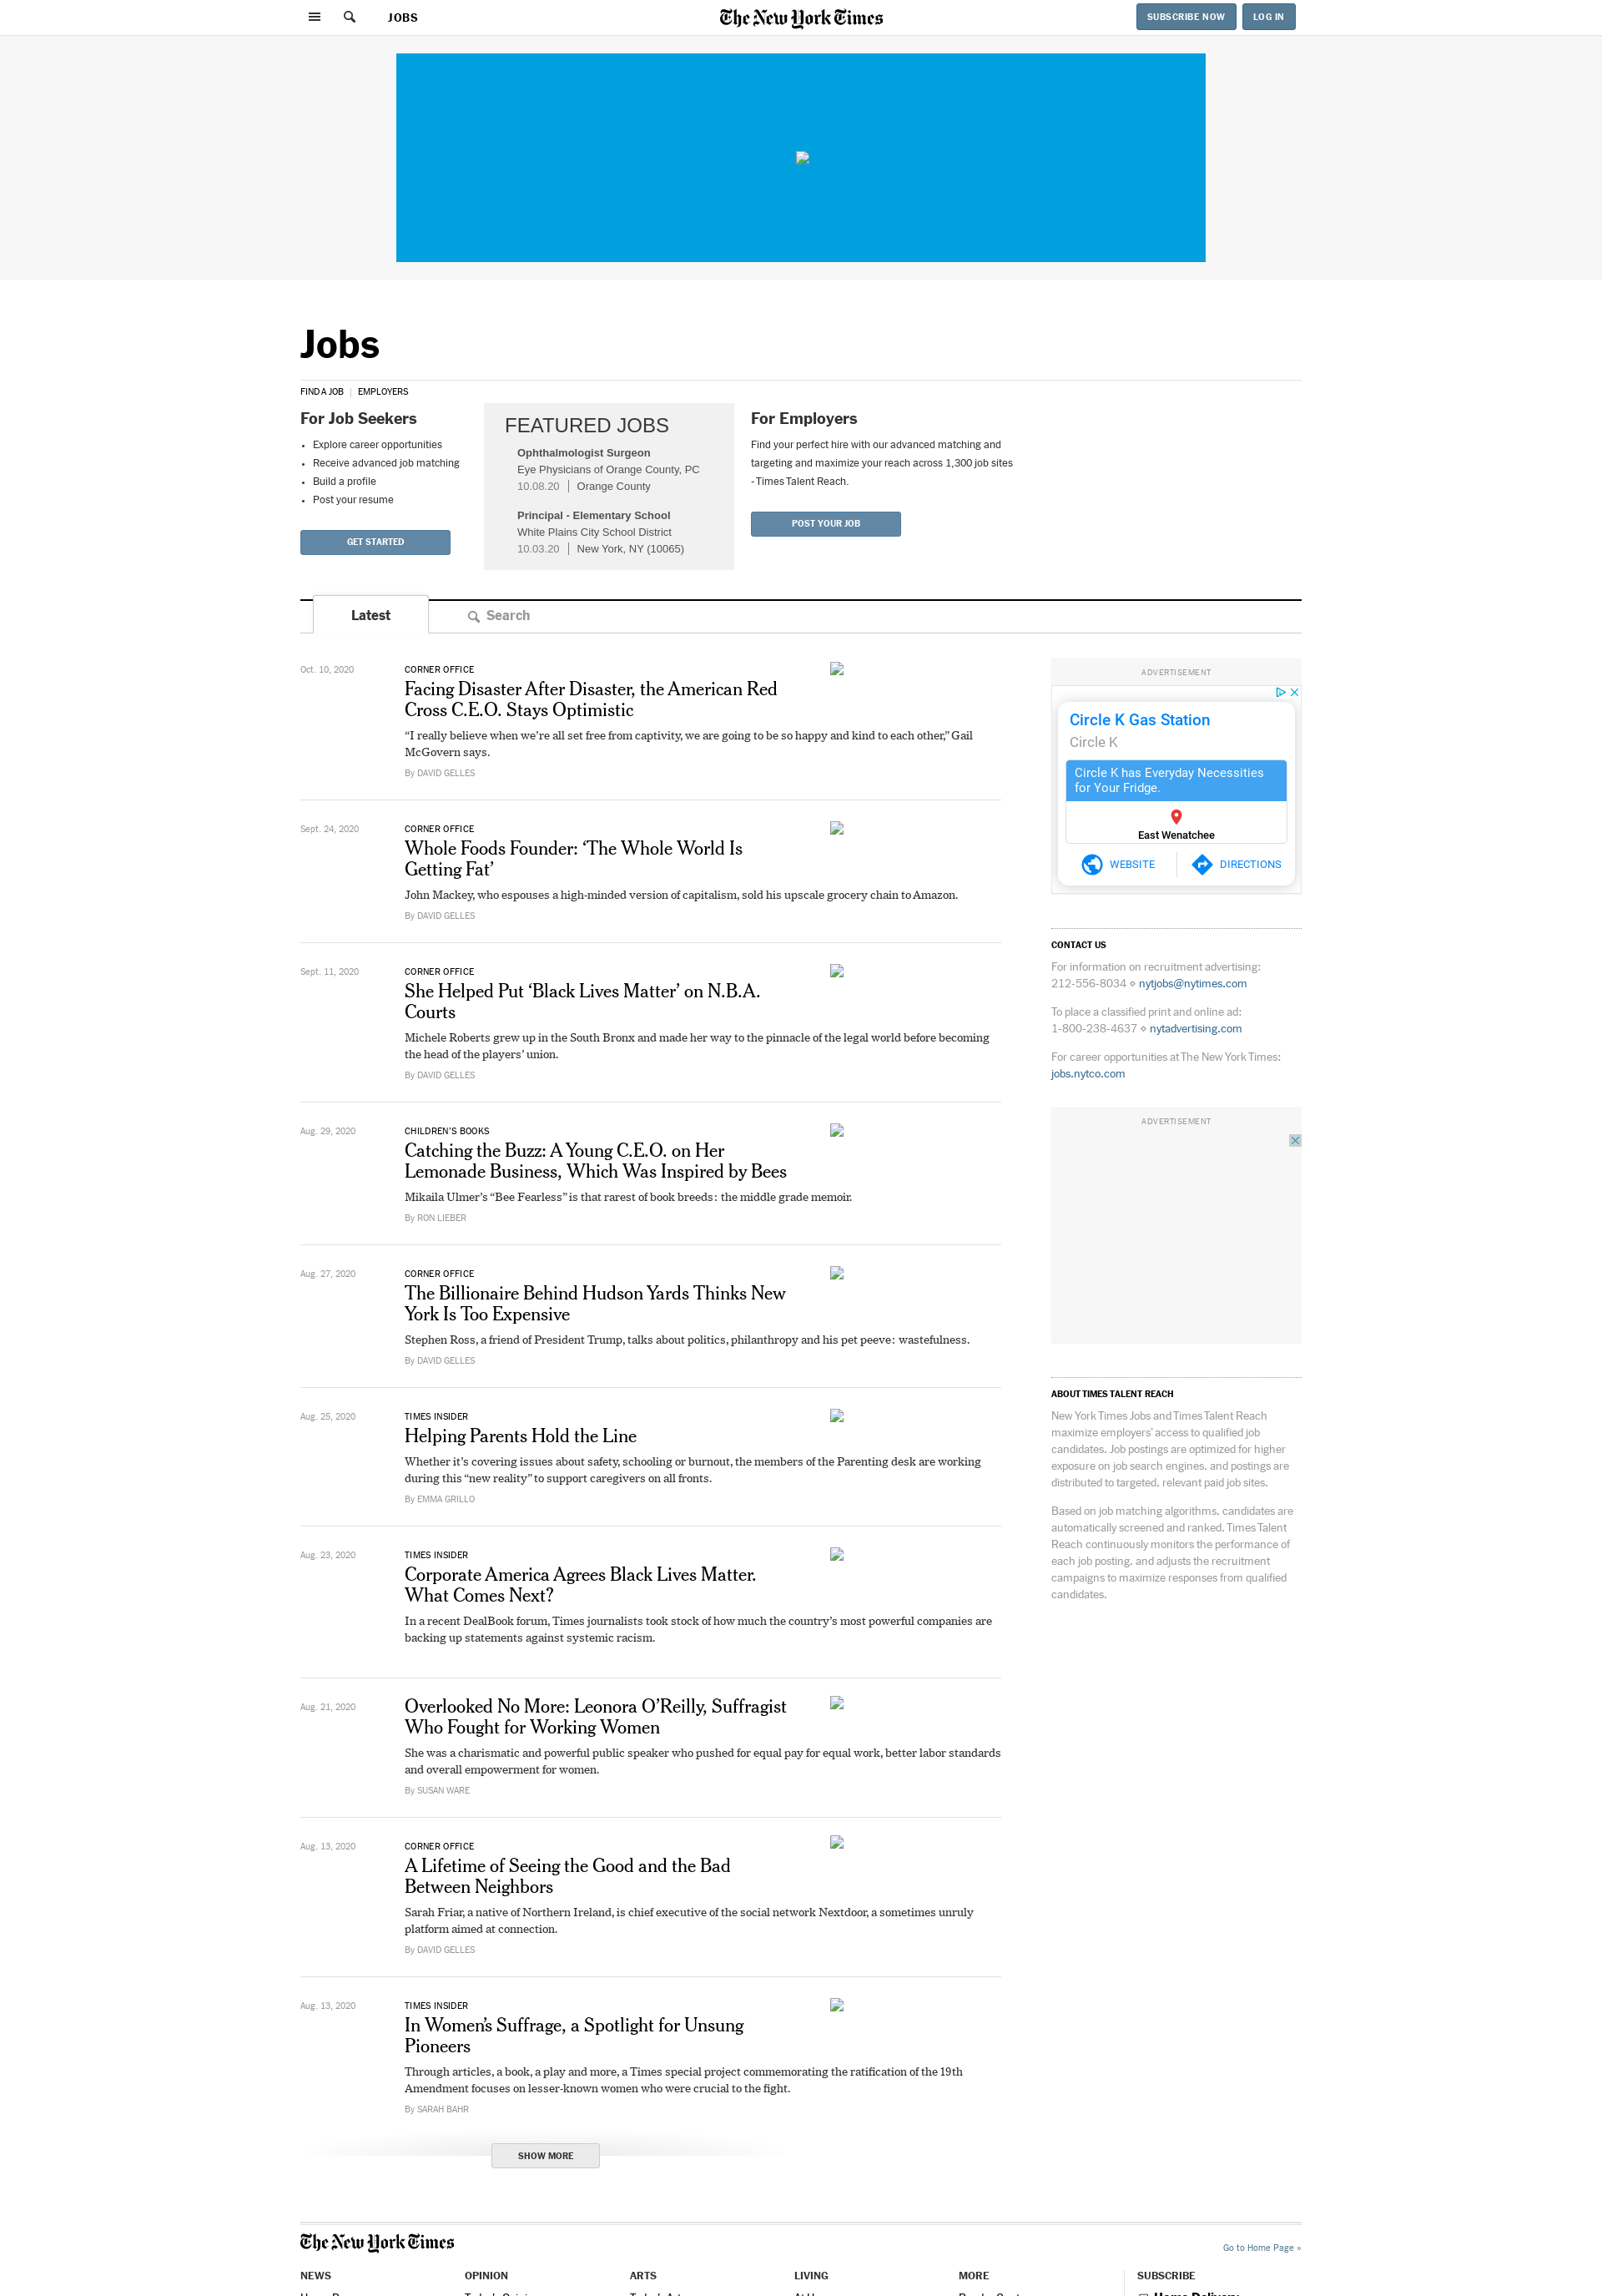 JOBS
The New York Times
SUBSCRIBE NOW
LOG IN
Jobs
FIND A JOB | EMPLOYERS
For Job Seekers
• Explore career opportunities
• Receive advanced job matching
• Build a profile
• Post your resume
GET STARTED
FEATURED JOBS
Ophthalmologist Surgeon
Eye Physicians of Orange County, PC
10.08.20 | Orange County
Principal - Elementary School
White Plains City School District
10.03.20 | New York, NY (10065)
For Employers
Find your perfect hire with our advanced matching and
targeting and maximize your reach across 1,300 job sites
- Times Talent Reach.
POST YOUR JOB
Latest
Search
Oct. 10, 2020
CORNER OFFICE
Facing Disaster After Disaster, the American Red
Cross C.E.O. Stays Optimistic
“I really believe when we’re all set free from captivity, we are going to be so happy and kind to each other,” Gail
McGovern says.
By DAVID GELLES
Sept. 24, 2020
CORNER OFFICE
Whole Foods Founder: ‘The Whole World Is
Getting Fat’
John Mackey, who espouses a high-minded version of capitalism, sold his upscale grocery chain to Amazon.
By DAVID GELLES
Sept. 11, 2020
CORNER OFFICE
She Helped Put ‘Black Lives Matter’ on N.B.A.
Courts
Michele Roberts grew up in the South Bronx and made her way to the pinnacle of the legal world before becoming
the head of the players’ union.
By DAVID GELLES
Aug. 29, 2020
CHILDREN’S BOOKS
Catching the Buzz: A Young C.E.O. on Her
Lemonade Business, Which Was Inspired by Bees
Mikaila Ulmer’s “Bee Fearless” is that rarest of book breeds: the middle grade memoir.
By RON LIEBER
Aug. 27, 2020
CORNER OFFICE
The Billionaire Behind Hudson Yards Thinks New
York Is Too Expensive
Stephen Ross, a friend of President Trump, talks about politics, philanthropy and his pet peeve: wastefulness.
By DAVID GELLES
Aug. 25, 2020
TIMES INSIDER
Helping Parents Hold the Line
Whether it’s covering issues about safety, schooling or burnout, the members of the Parenting desk are working
during this “new reality” to support caregivers on all fronts.
By EMMA GRILLO
Aug. 23, 2020
TIMES INSIDER
Corporate America Agrees Black Lives Matter.
What Comes Next?
In a recent DealBook forum, Times journalists took stock of how much the country’s most powerful companies are
backing up statements against systemic racism.
Aug. 21, 2020
Overlooked No More: Leonora O’Reilly, Suffragist
Who Fought for Working Women
She was a charismatic and powerful public speaker who pushed for equal pay for equal work, better labor standards
and overall empowerment for women.
By SUSAN WARE
Aug. 13, 2020
CORNER OFFICE
A Lifetime of Seeing the Good and the Bad
Between Neighbors
Sarah Friar, a native of Northern Ireland, is chief executive of the social network Nextdoor, a sometimes unruly
platform aimed at connection.
By DAVID GELLES
Aug. 13, 2020
TIMES INSIDER
In Women’s Suffrage, a Spotlight for Unsung
Pioneers
Through articles, a book, a play and more, a Times special project commemorating the ratification of the 19th
Amendment focuses on lesser-known women who were crucial to the fight.
By SARAH BAHR
SHOW MORE
ADVERTISEMENT
Circle K Gas Station
Circle K
Circle K has Everyday Necessities
for Your Fridge.
East Wenatchee
WEBSITE
DIRECTIONS
CONTACT US
For information on recruitment advertising:
212-556-8034 ⋄ nytjobs@nytimes.com
To place a classified print and online ad:
1-800-238-4637 ⋄ nytadvertising.com
For career opportunities at The New York Times:
jobs.nytco.com
ADVERTISEMENT
ABOUT TIMES TALENT REACH
New York Times Jobs and Times Talent Reach
maximize employers’ access to qualified job
candidates. Job postings are optimized for higher
exposure on job search engines, and postings are
distributed to targeted, relevant paid job sites.
Based on job matching algorithms, candidates are
automatically screened and ranked. Times Talent
Reach continuously monitors the performance of
each job posting, and adjusts the recruitment
campaigns to maximize responses from qualified
candidates.
The New York Times
Go to Home Page »
NEWS
OPINION
ARTS
LIVING
MORE
SUBSCRIBE